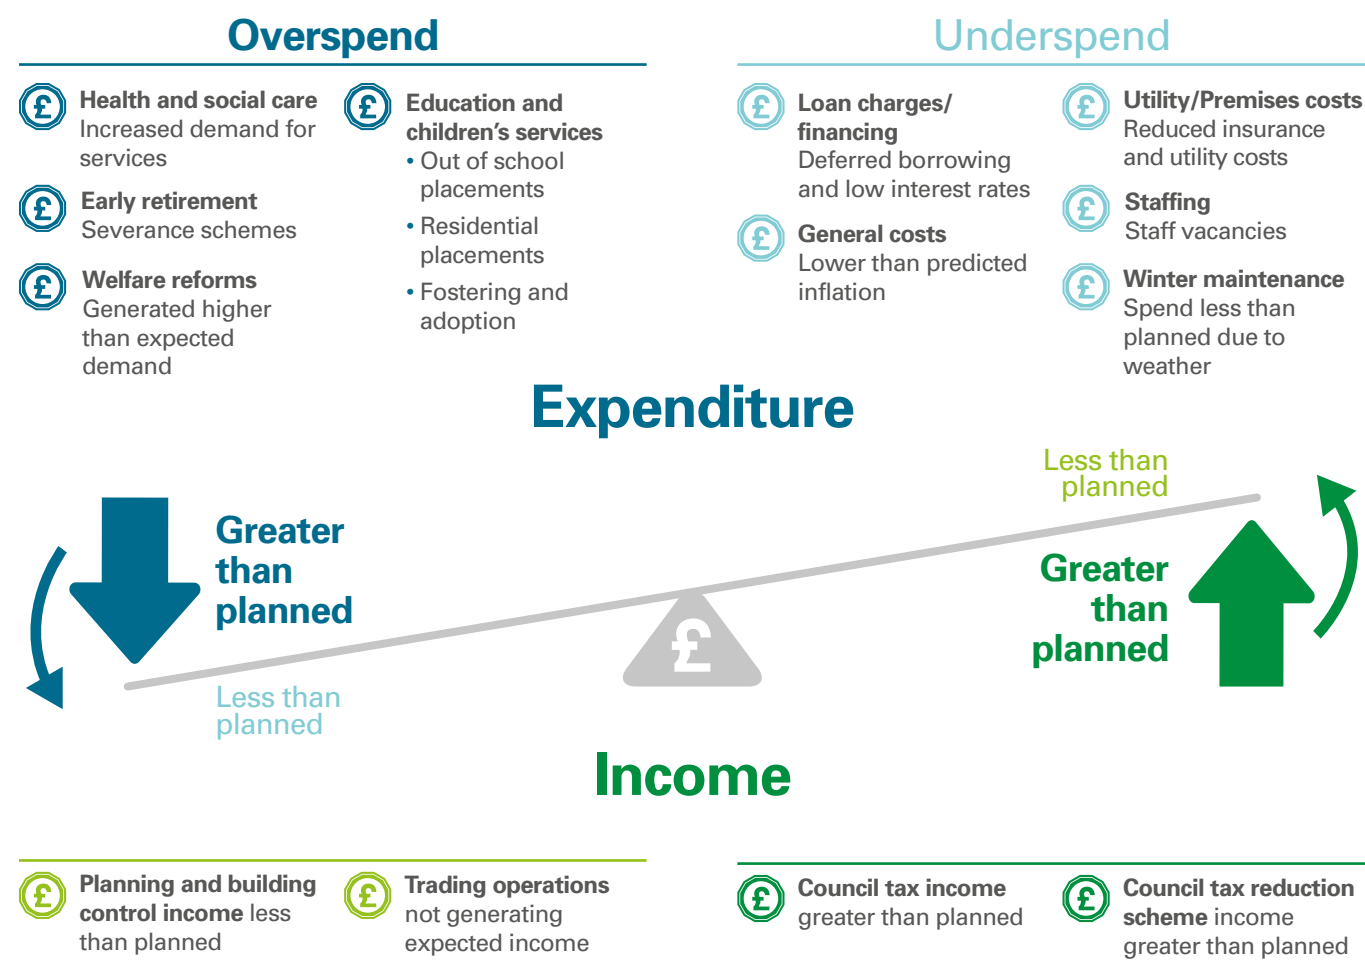 Overspend
£
Health and social care
Increased demand for
services
£
Early retirement
Severance schemes
£
Welfare reforms
Generated higher
than expected
demand
£
Education and
children's services
• Out of school
placements
• Residential
placements
• Fostering and
adoption
Underspend
£
Loan charges/
financing
Deferred borrowing
and low interest rates
£
General costs
Lower than predicted
inflation
£
Utility/Premises costs
Reduced insurance
and utility costs
£
Staffing
Staff vacancies
£
Winter maintenance
Spend less than
planned due to
weather
Expenditure
Greater
than
planned
Less than
planned
£
Less than
planned
Greater
than
planned
Income
£
Planning and building
control income less
than planned
£
Trading operations
not generating
expected income
£
Council tax income
greater than planned
£
Council tax reduction
scheme income
greater than planned